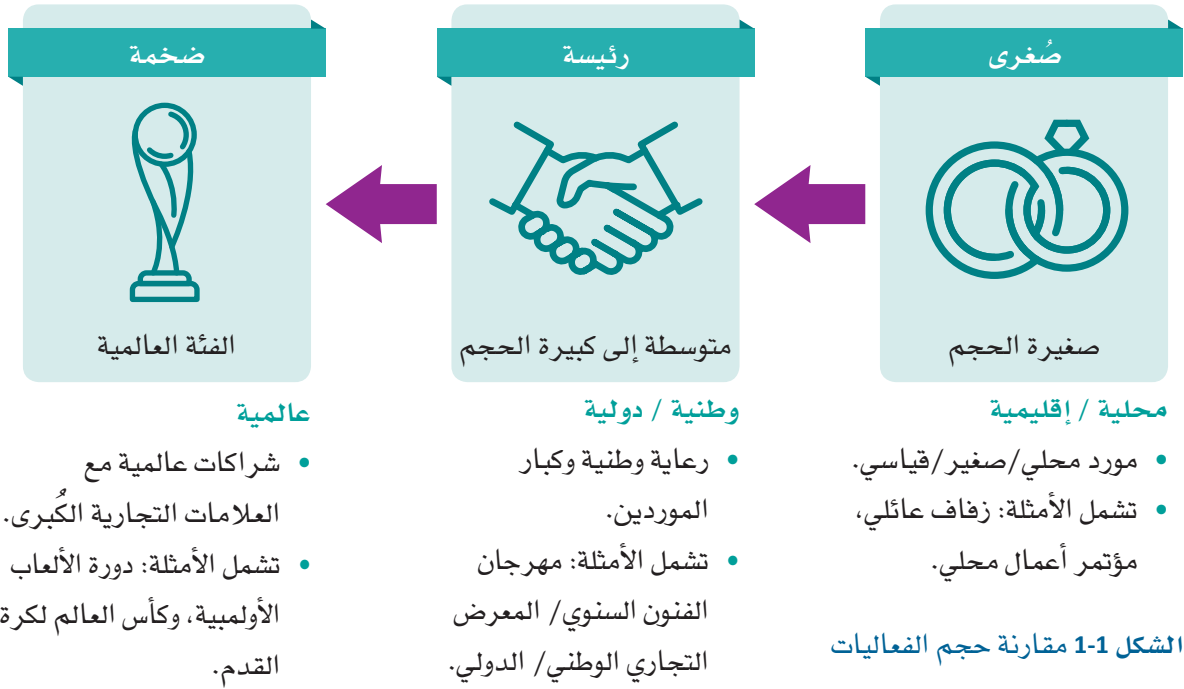 صُغرى
صغيرة الحجم
محلية / إقليمية
• مورد محلي/صغير/قياسي.
• تشمل الأمثلة: زفاف عائلي،
مؤتمر أعمال محلي.
رئيسة
متوسطة إلى كبيرة الحجم
وطنية / دولية
• رعاية وطنية وكبار
الموردين.
• تشمل الأمثلة: مهرجان
الفنون السنوي/ المعرض
التجاري الوطني/ الدولي.
ضخمة
الفئة العالمية
عالمية
• شراكات عالمية مع
العلامات التجارية الكُبرى.
• تشمل الأمثلة: دورة الألعاب
الأولمبية، وكأس العالم لكرة
القدم.
الشكل 1-1 مقارنة حجم الفعاليات